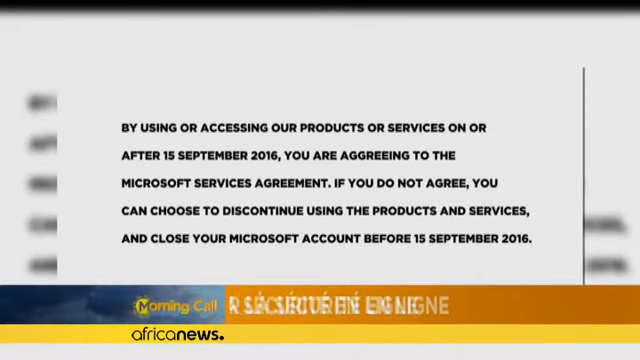 BY USING OR ACCESSING OUR PRODUCTS OR SERVICES ON OR
AFTER 15 SEPTEMBER 2016, YOU ARE AGGREEING TO THE
MICROSOFT SERVICES AGREEMENT. IF YOU DO NOT AGREE, YOU
CAN CHOOSE TO DISCONTINUE USING THE PRODUCTS AND SERVICES,
AND CLOSE YOUR MICROSOFT ACCOUNT BEFORE 15 SEPTEMBER 2016.
Morning Call
africanews.